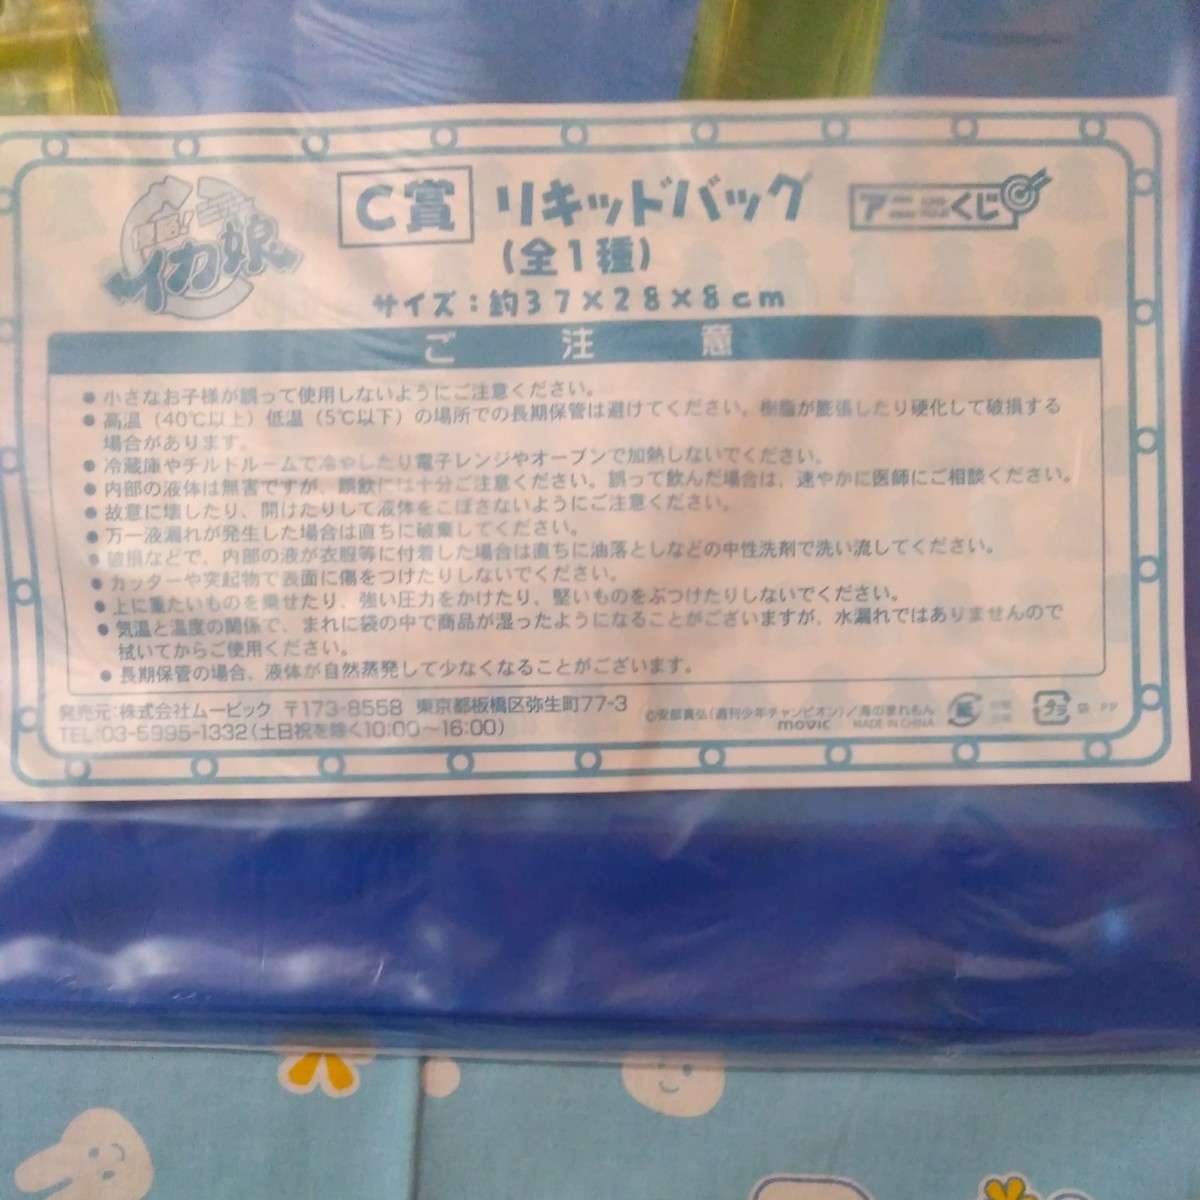 侵略!
イカ娘
C賞 リキッドバッグ
(全1種)
サイズ:約37×28×8cm
アニくじ
ご注意
●小さなお子様が誤って使用しないようにご注意ください。
●高温(40℃以上)低温(5℃以下)の場所での長期保管は避けてください。樹脂が膨張したり硬化して破損する
場合があります。
●冷蔵庫やチルドルームで冷やしたり電子レンジやオーブンで加熱しないでください。
●内部の液体は無害ですが、誤飲には十分ご注意ください。誤って飲んだ場合は、速やかに医師にご相談ください。
●故意に壊したり、開けたりして液体をこぼさないようにご注意ください。
●万一液漏れが発生した場合は直ちに破棄してください。
●破損などで、内部の液が衣服等に付着した場合は直ちに油落としなどの中性洗剤で洗い流してください。
●カッターや突起物で表面に傷をつけたりしないでください。
●上に重たいものを乗せたり、強い圧力をかけたり、堅いものをぶつけたりしないでください。
●気温と温度の関係で、まれに袋の中で商品が湿ったようになることがございますが、水漏れではありませんので
拭いてからご使用ください。
●長期保管の場合、液体が自然蒸発して少なくなることがございます。
発売元:株式会社ムービック 〒173-8558 東京都板橋区弥生町77-3
TEL:03-5995-1332(土日祝を除く10:00〜16:00)
©安部真弘(週刊少年チャンピオン)/海の家れもん
movic MADE IN CHINA
紙
プラ
袋:PP